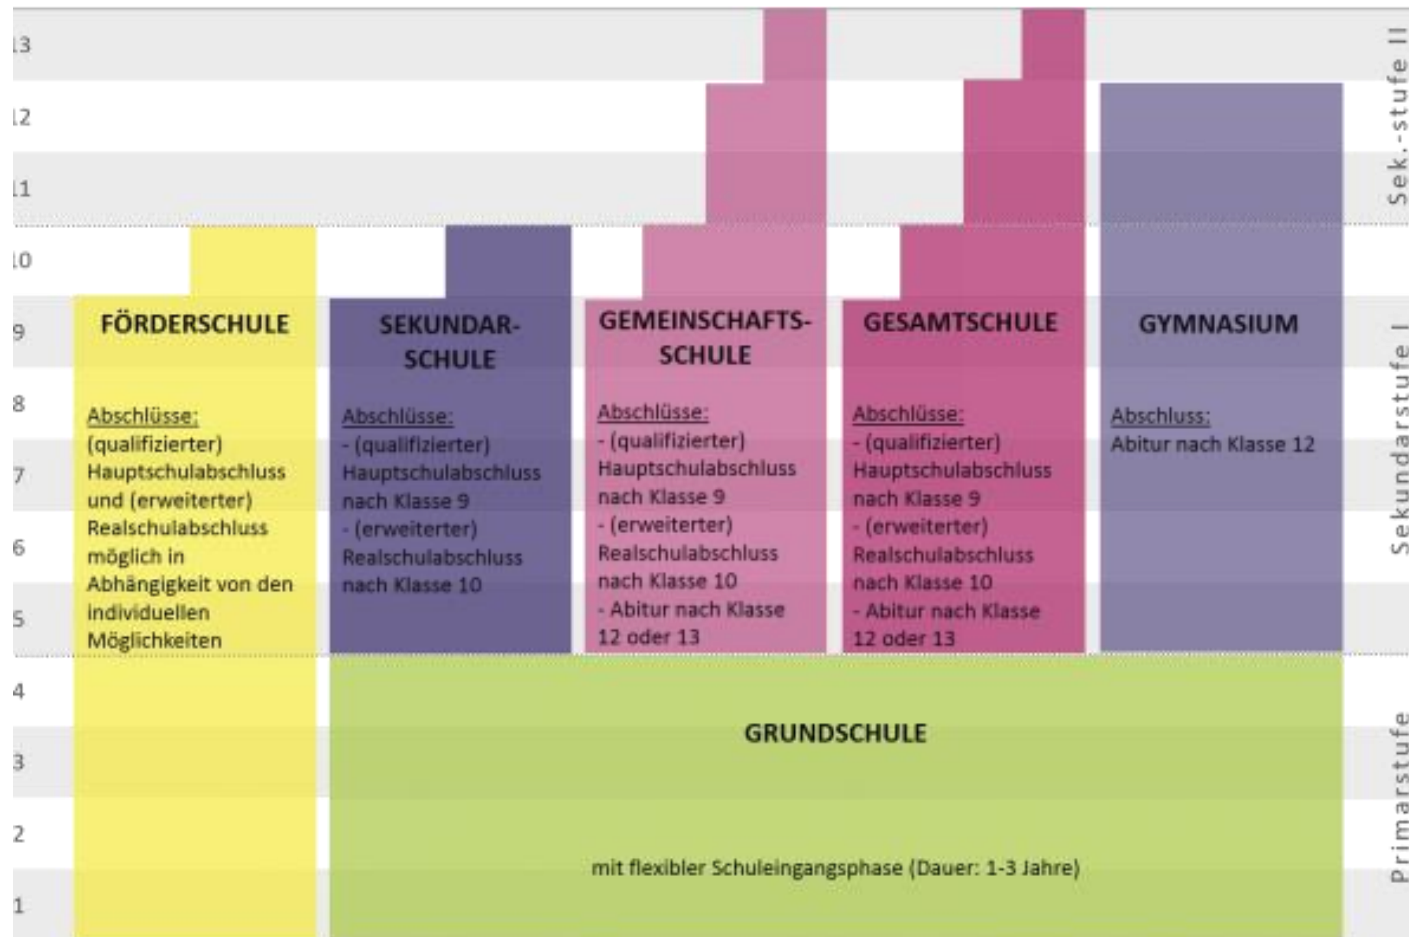 13
12
11
10
9
8
7
6
5
4
3
2
1
FÖRDERSCHULE
Abschlüsse:
(qualifizierter)
Hauptschulabschluss
und (erweiterter)
Realschulabschluss
möglich in
Abhängigkeit von den
individuellen
Möglichkeiten
SEKUNDAR-
SCHULE
Abschlüsse:
- (qualifizierter)
Hauptschulabschluss
nach Klasse 9
- (erweiterter)
Realschulabschluss
nach Klasse 10
GEMEINSCHAFTS-
SCHULE
Abschlüsse:
- (qualifizierter)
Hauptschulabschluss
nach Klasse 9
- (erweiterter)
Realschulabschluss
nach Klasse 10
- Abitur nach Klasse
12 oder 13
GESAMTSCHULE
Abschlüsse:
- (qualifizierter)
Hauptschulabschluss
nach Klasse 9
- (erweiterter)
Realschulabschluss
nach Klasse 10
- Abitur nach Klasse
12 oder 13
GYMNASIUM
Abschluss:
Abitur nach Klasse 12
GRUNDSCHULE
mit flexibler Schuleingangsphase (Dauer: 1-3 Jahre)
Sek.-stufe II
Sekundarstufe I
Primarstufe